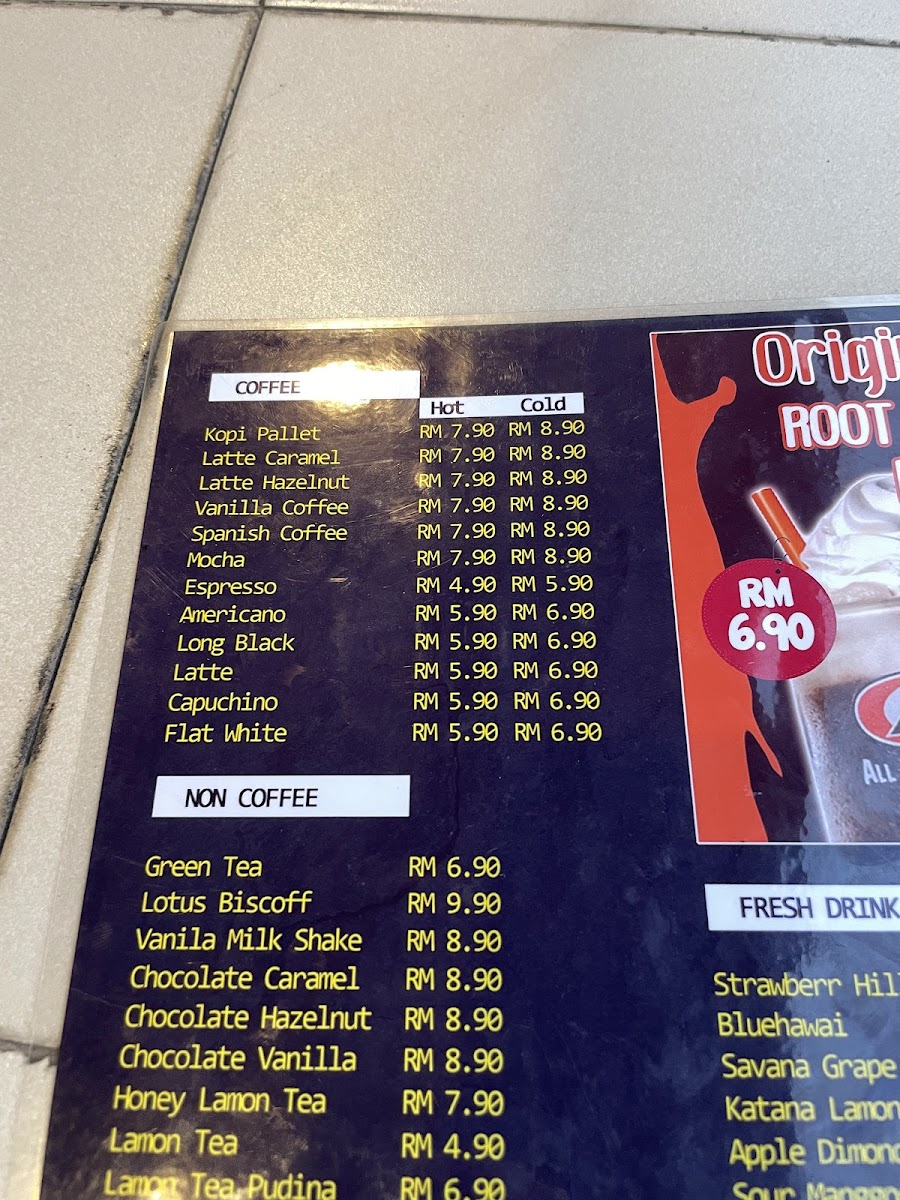 COFFEE
Hot Cold
Kopi Pallet RM 7.90 RM 8.90
Latte Caramel RM 7.90 RM 8.90
Latte Hazelnut RM 7.90 RM 8.90
Vanilla Coffee RM 7.90 RM 8.90
Spanish Coffee RM 7.90 RM 8.90
Mocha RM 7.90 RM 8.90
Espresso RM 4.90 RM 5.90
Americano RM 5.90 RM 6.90
Long Black RM 5.90 RM 6.90
Latte RM 5.90 RM 6.90
Capuchino RM 5.90 RM 6.90
Flat White RM 5.90 RM 6.90
NON COFFEE
Green Tea RM 6.90
Lotus Biscoff RM 9.90
Vanila Milk Shake RM 8.90
Chocolate Caramel RM 8.90
Chocolate Hazelnut RM 8.90
Chocolate Vanilla RM 8.90
Honey Lamon Tea RM 7.90
Lamon Tea RM 4.90
Lamon Tea Pudina RM 6.90
Origi
ROOT
RM
6.90
ALL
FRESH DRINK
Strawberr Hill
Bluehawai
Savana Grape
Katana Lamon
Apple Dimond
Sour Manggo